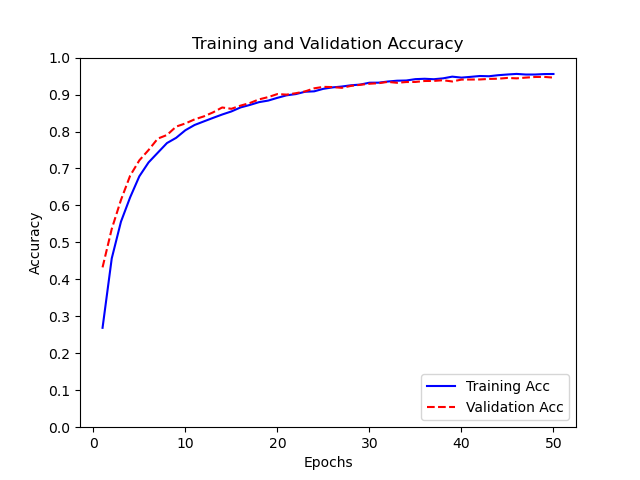 Training and Validation Accuracy
1.0
0.9
0.8
0.7
0.6
0.5
0.4
0.3
0.2
0.1
0.0
Accuracy
0 10 20 30 40 50
Epochs
Training Acc
Validation Acc